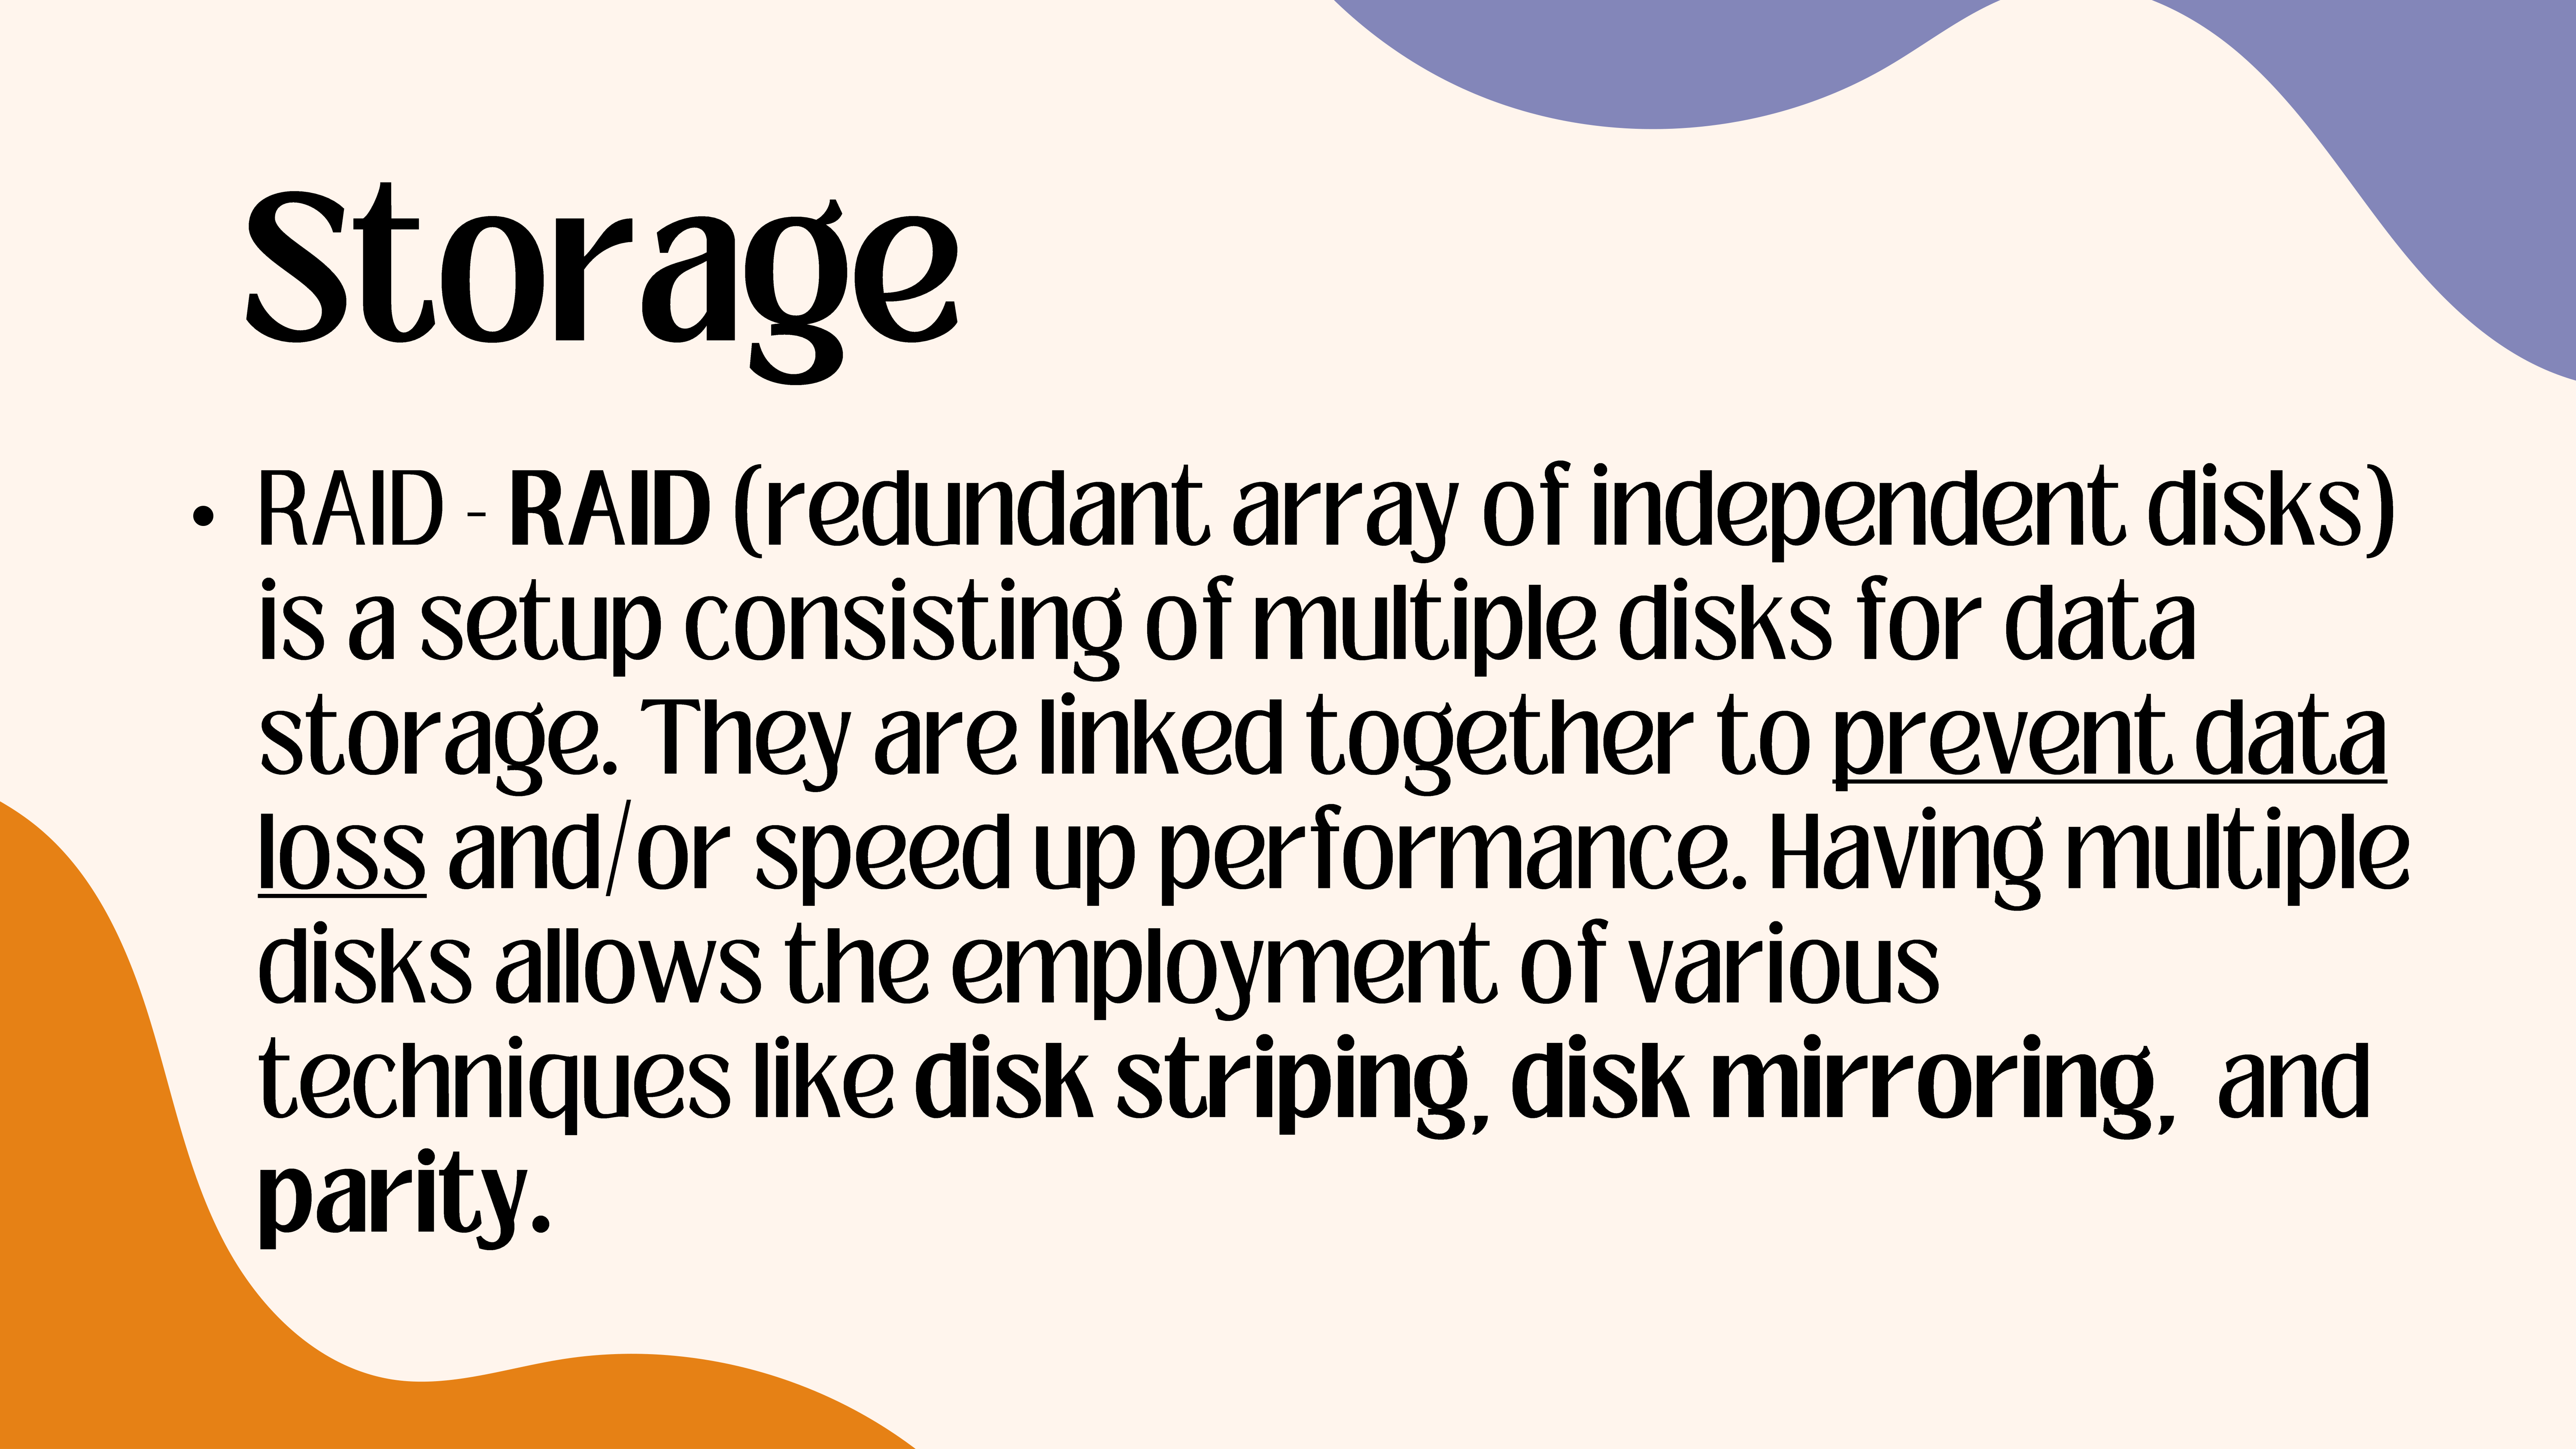 Storage
• RAID - RAID (redundant array of independent disks)
is a setup consisting of multiple disks for data
storage. They are linked together to prevent data
loss and/or speed up performance. Having multiple
disks allows the employment of various
techniques like disk striping, disk mirroring,  and
parity.